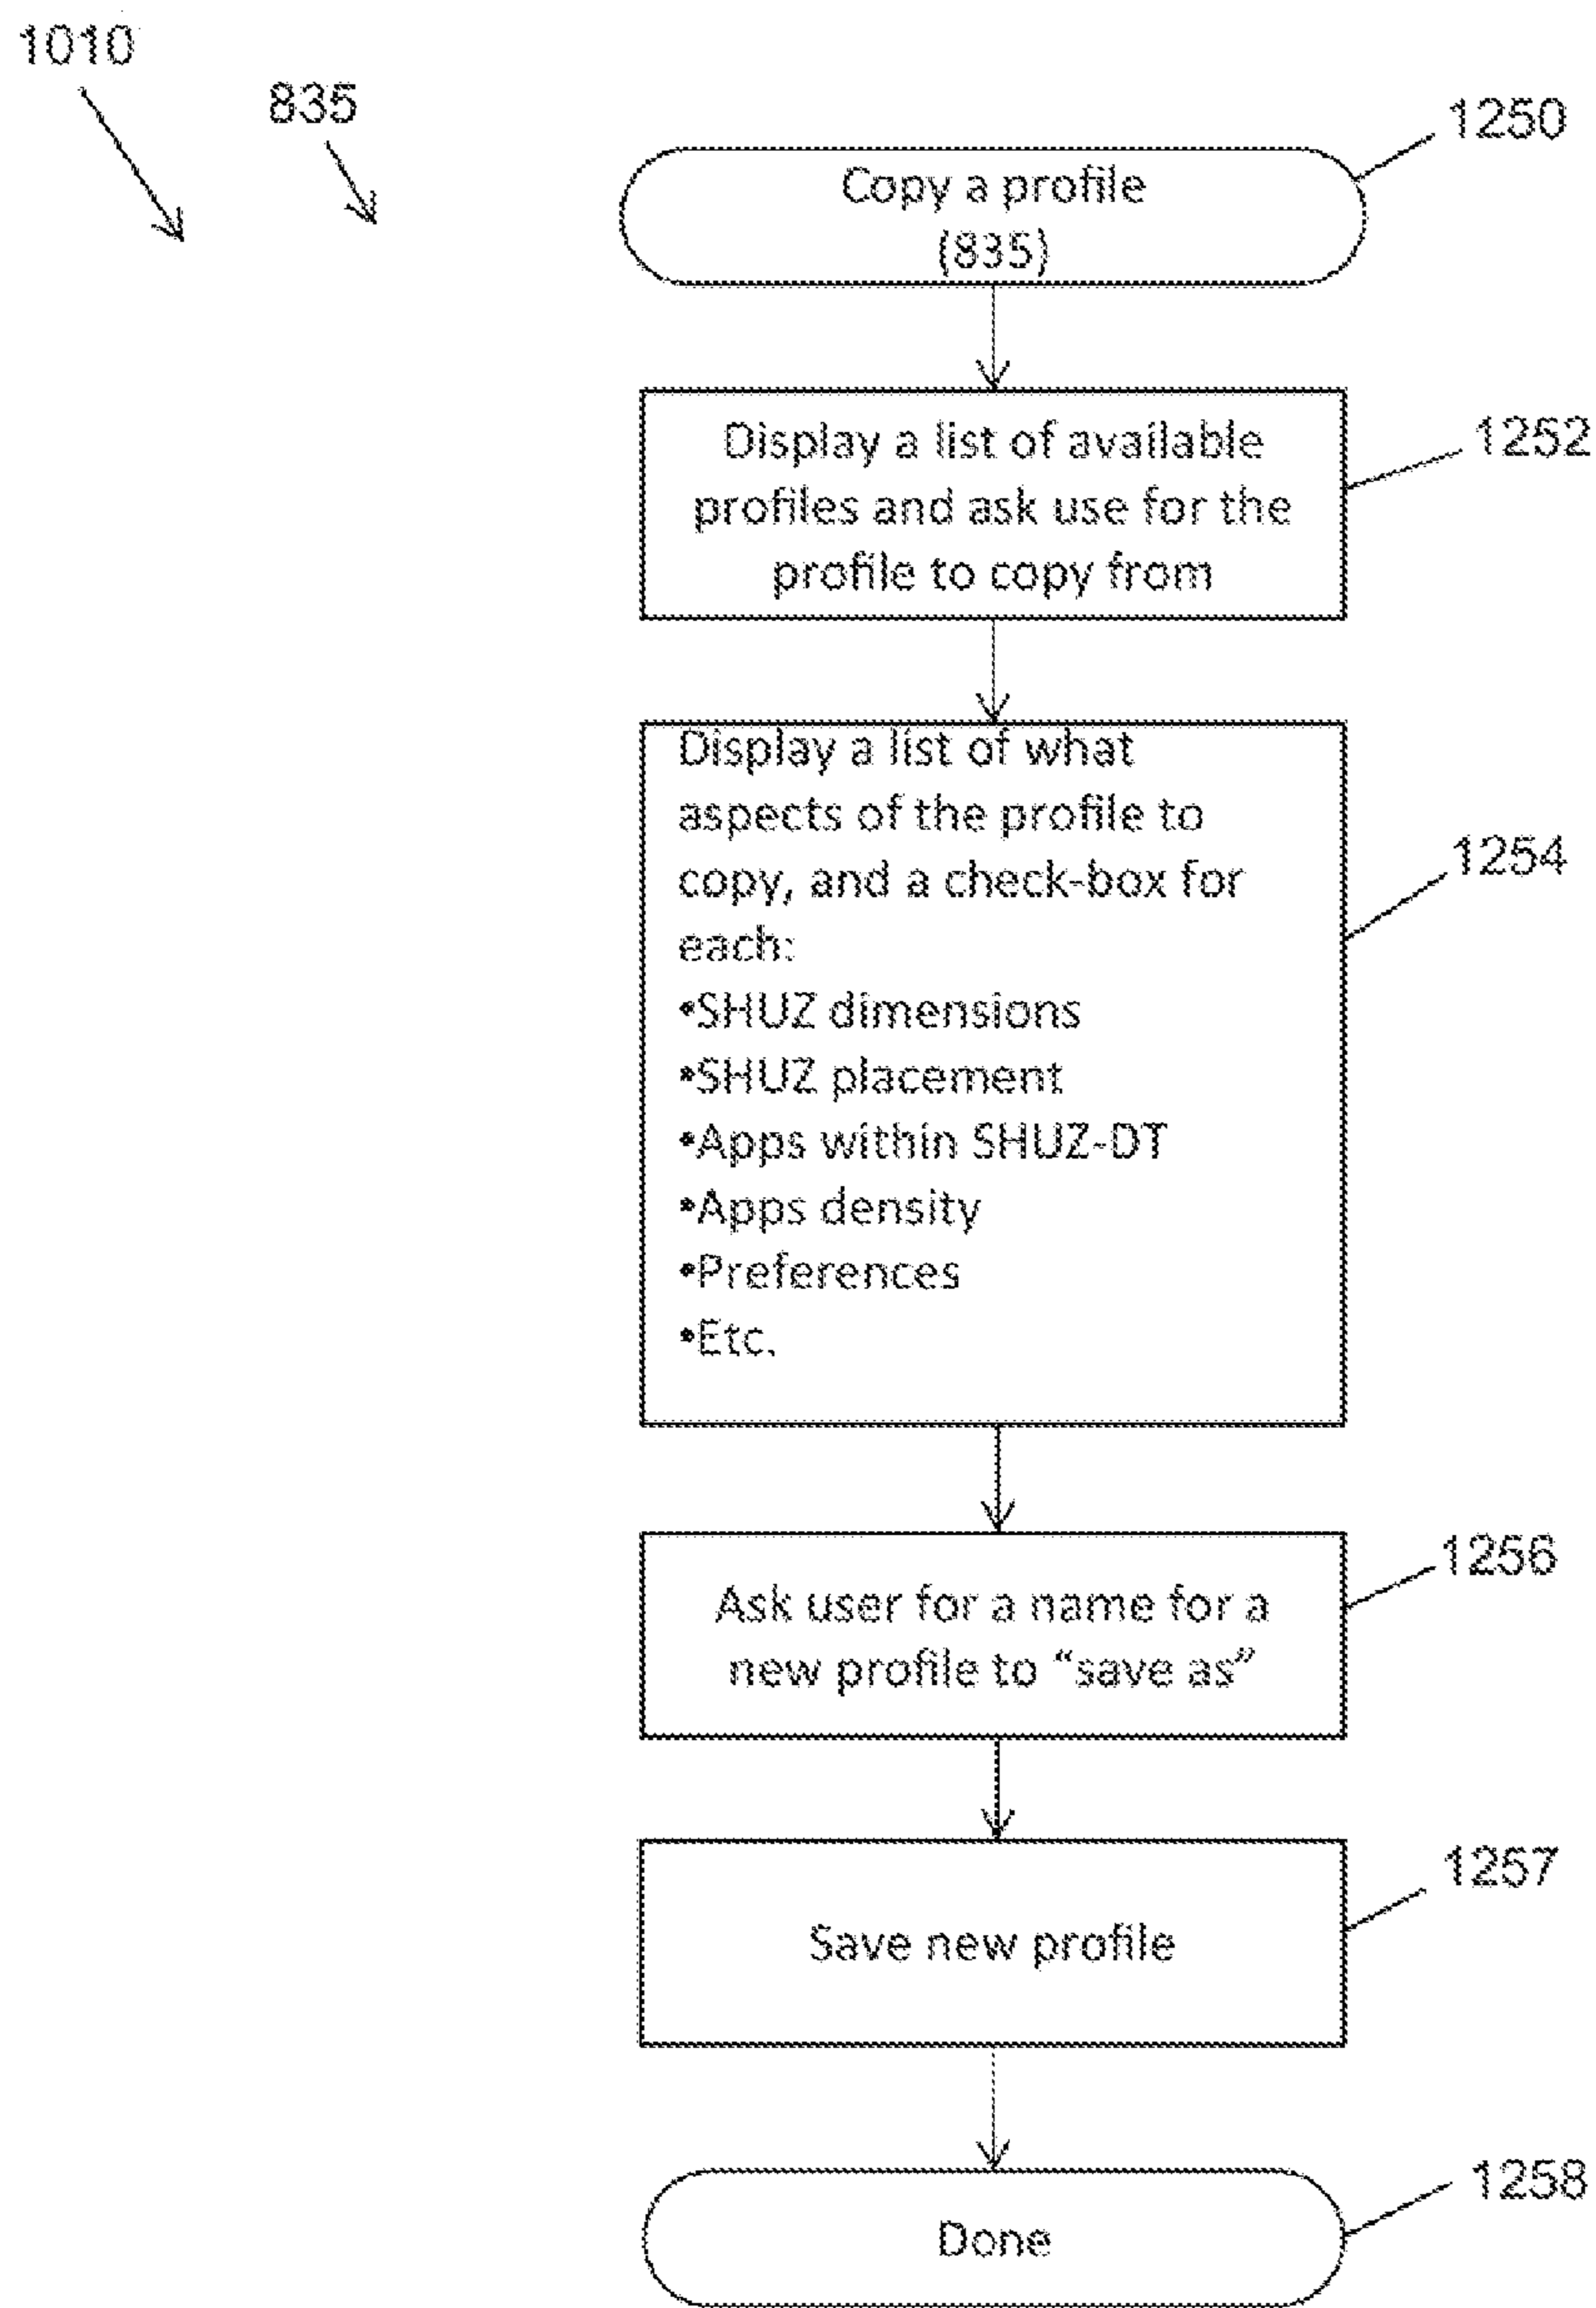 1010
835
1250
Copy a profile
(835)
1252
Display a list of available
profiles and ask use for the
profile to copy from
1254
Display a list of what
aspects of the profile to
copy, and a check-box for
each:
•SHUZ dimensions
•SHUZ placement
•Apps within SHUZ-DT
•Apps density
•Preferences
•Etc.
1256
Ask user for a name for a
new profile to “save as”
1257
Save new profile
1258
Done